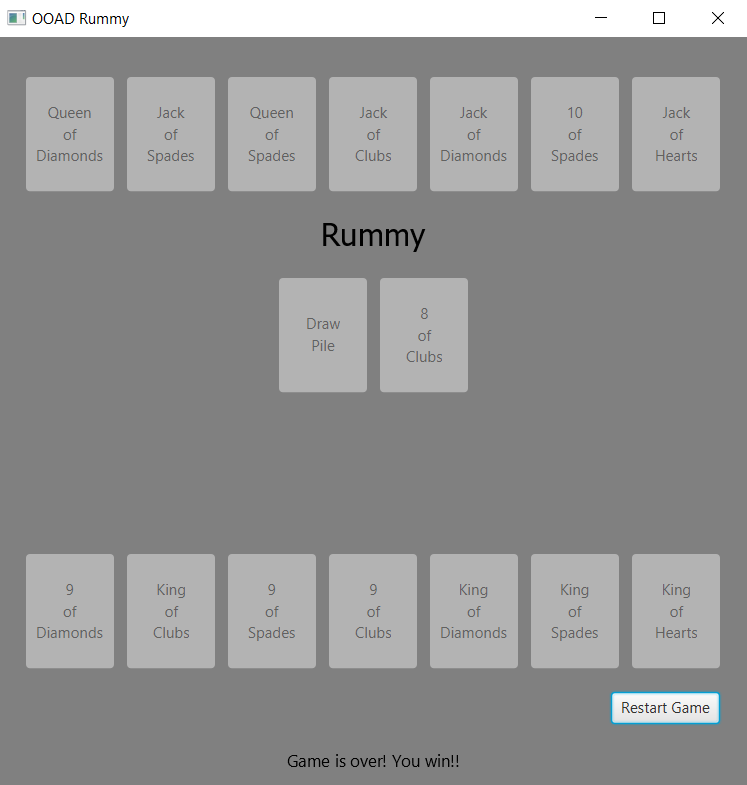 OOAD Rummy
Queen
of
Diamonds
Jack
of
Spades
Queen
of
Spades
Jack
of
Clubs
Jack
of
Diamonds
10
of
Spades
Jack
of
Hearts
Rummy
Draw
Pile
8
of
Clubs
9
of
Diamonds
King
of
Clubs
9
of
Spades
9
of
Clubs
King
of
Diamonds
King
of
Spades
King
of
Hearts
Restart Game
Game is over! You win!!